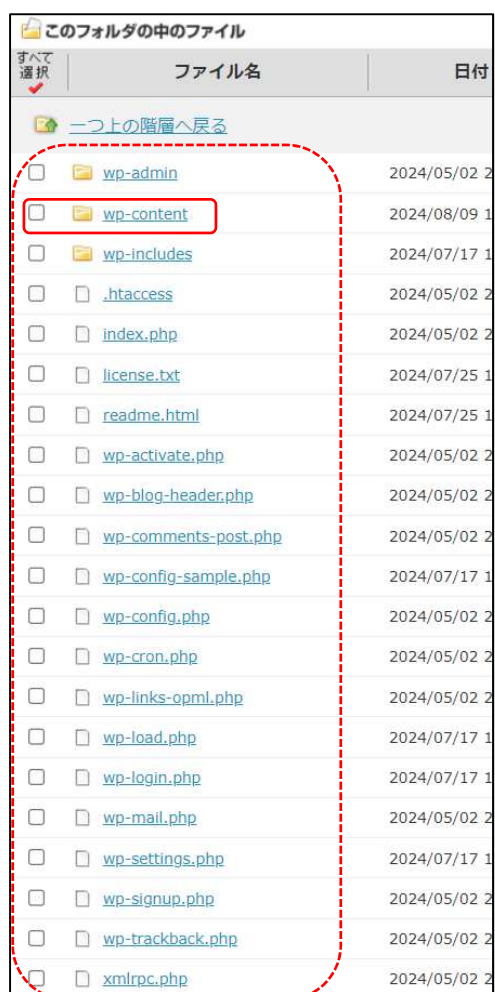 このフォルダの中のファイル
すべて選択 ファイル名 日付
一つ上の階層へ戻る
wp-admin 2024/05/02 2
wp-content 2024/08/09 1
wp-includes 2024/07/17 1
.htaccess 2024/05/02 2
index.php 2024/05/02 2
license.txt 2024/07/25 1
readme.html 2024/07/25 1
wp-activate.php 2024/05/02 2
wp-blog-header.php 2024/05/02 2
wp-comments-post.php 2024/05/02 2
wp-config-sample.php 2024/07/17 1
wp-config.php 2024/05/02 2
wp-cron.php 2024/05/02 2
wp-links-opml.php 2024/05/02 2
wp-load.php 2024/07/17 1
wp-login.php 2024/07/17 1
wp-mail.php 2024/05/02 2
wp-settings.php 2024/07/17 1
wp-signup.php 2024/05/02 2
wp-trackback.php 2024/05/02 2
xmlrpc.php 2024/05/02 2